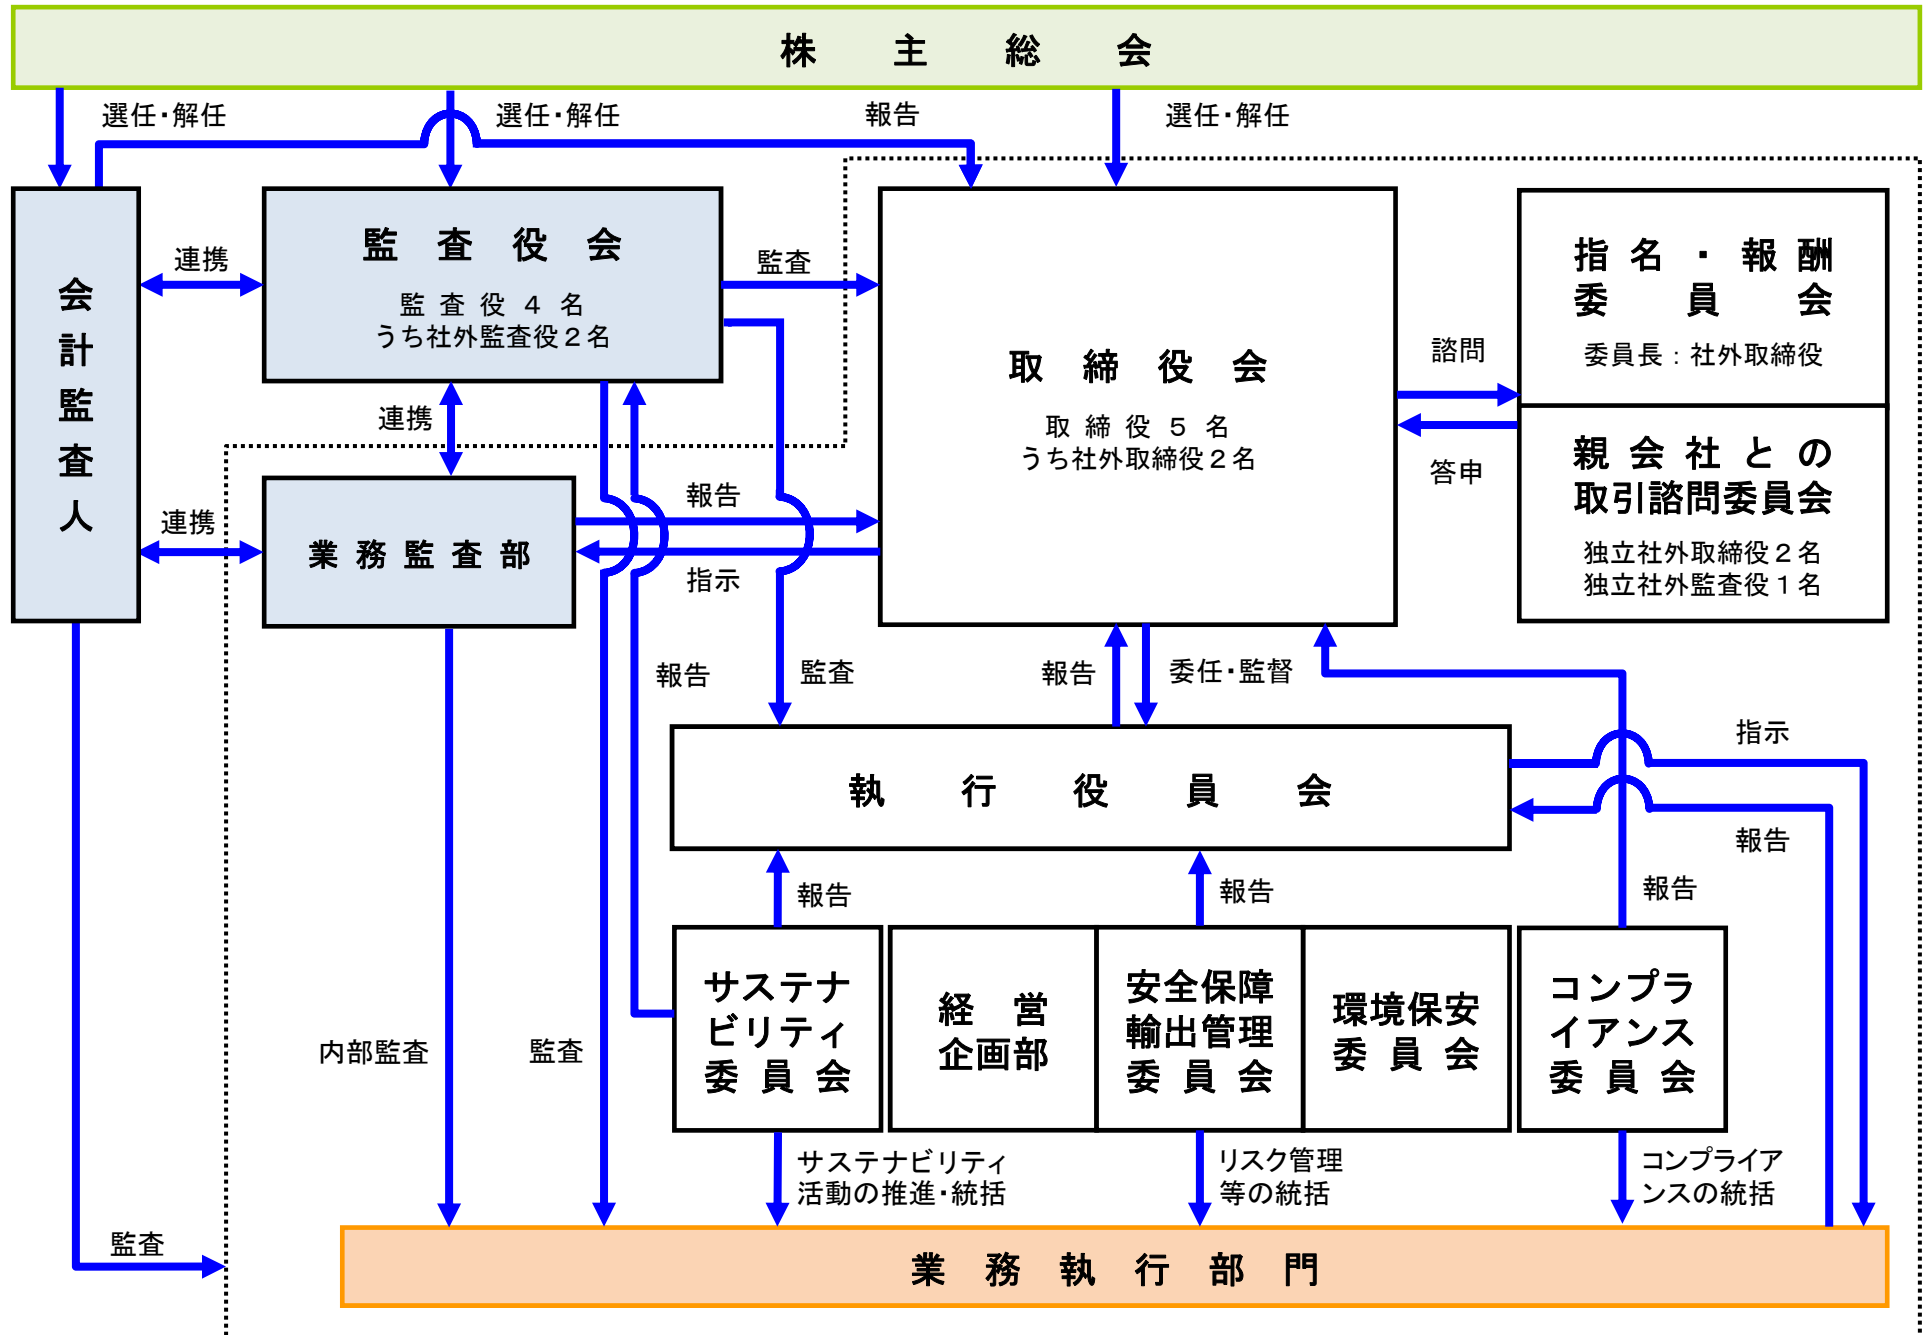 株主総会
選任・解任
選任・解任
報告
選任・解任
会計監査人
連携
監査役会
監査役４名
うち社外監査役２名
監査
取締役会
取締役５名
うち社外取締役２名
諮問
答申
指名・報酬
委員会
委員長：社外取締役
親会社との
取引諮問委員会
独立社外取締役２名
独立社外監査役１名
連携
連携
業務監査部
報告
指示
報告
監査
報告
委任・監督
執行役員会
指示
報告
報告
報告
報告
サステナ
ビリティ
委員会
経営
企画部
安全保障
輸出管理
委員会
環境保安
委員会
コンプラ
イアンス
委員会
内部監査
監査
サステナビリティ
活動の推進・統括
リスク管理
等の統括
コンプライア
ンスの統括
監査
業務執行部門